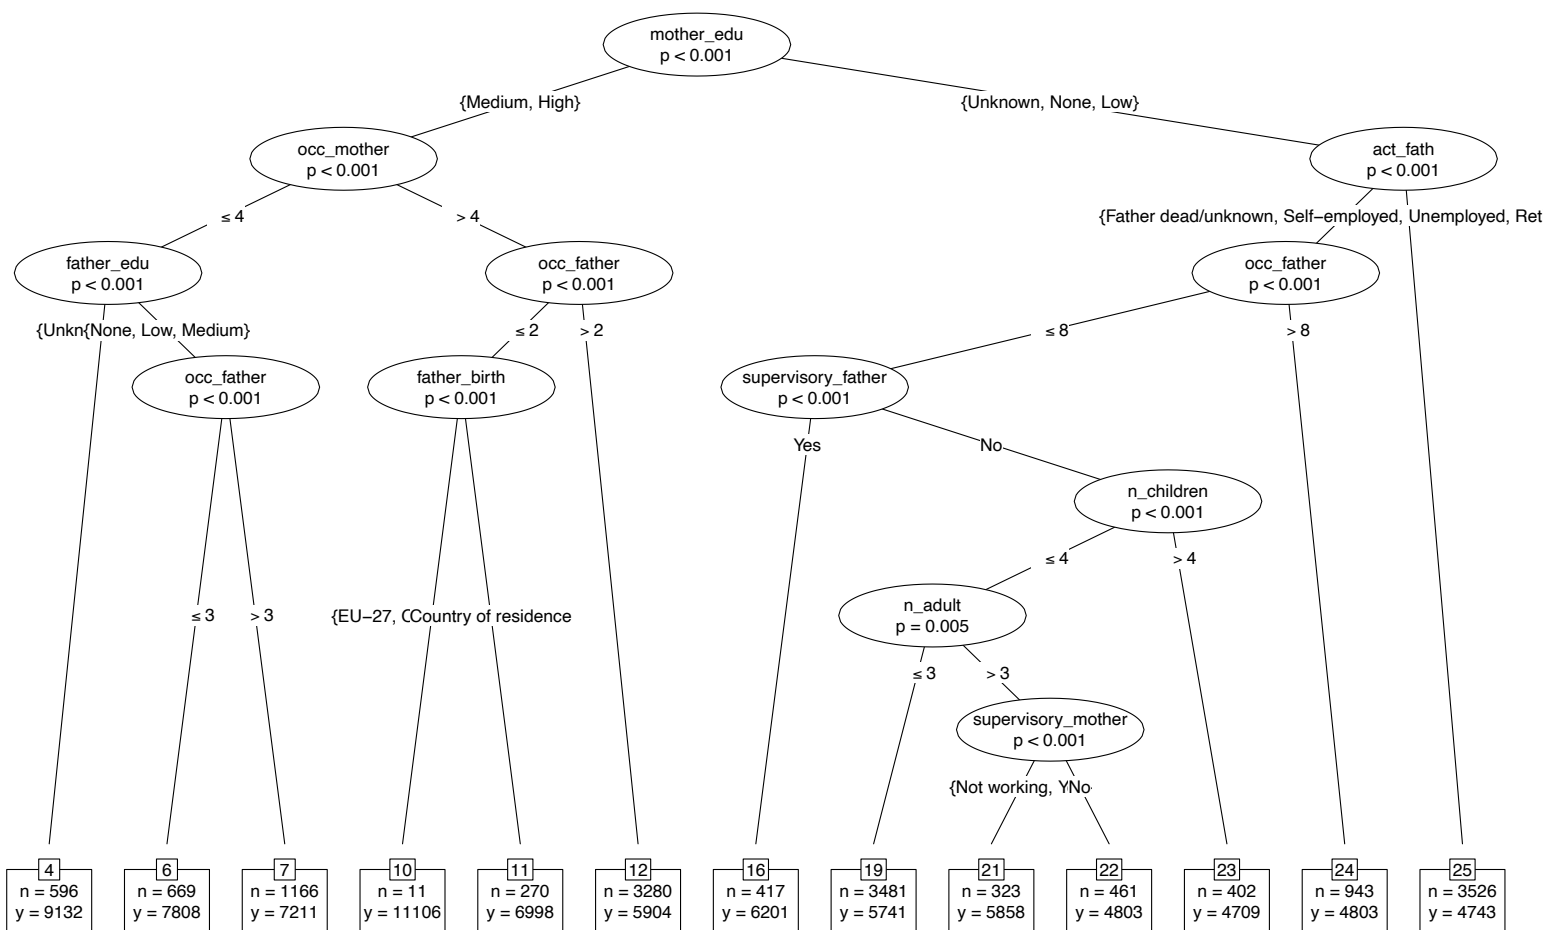 mother_edu
p < 0.001
{Medium, High}
{Unknown, None, Low}
occ_mother
p < 0.001
act_fath
p < 0.001
≤ 4
> 4
{Father dead/unknown, Self−employed, Unemployed, Ret
father_edu
p < 0.001
occ_father
p < 0.001
occ_father
p < 0.001
{Unkn
{None, Low, Medium}
≤ 2
> 2
≤ 8
> 8
occ_father
p < 0.001
father_birth
p < 0.001
supervisory_father
p < 0.001
Yes
No
n_children
p < 0.001
≤ 4
> 4
≤ 3
> 3
{EU−27,
Country of residence
n_adult
p = 0.005
≤ 3
> 3
supervisory_mother
p < 0.001
{Not working, Y
No
4
n = 596
y = 9132
6
n = 669
y = 7808
7
n = 1166
y = 7211
10
n = 11
y = 11106
11
n = 270
y = 6998
12
n = 3280
y = 5904
16
n = 417
y = 6201
19
n = 3481
y = 5741
21
n = 323
y = 5858
22
n = 461
y = 4803
23
n = 402
y = 4709
24
n = 943
y = 4803
25
n = 3526
y = 4743